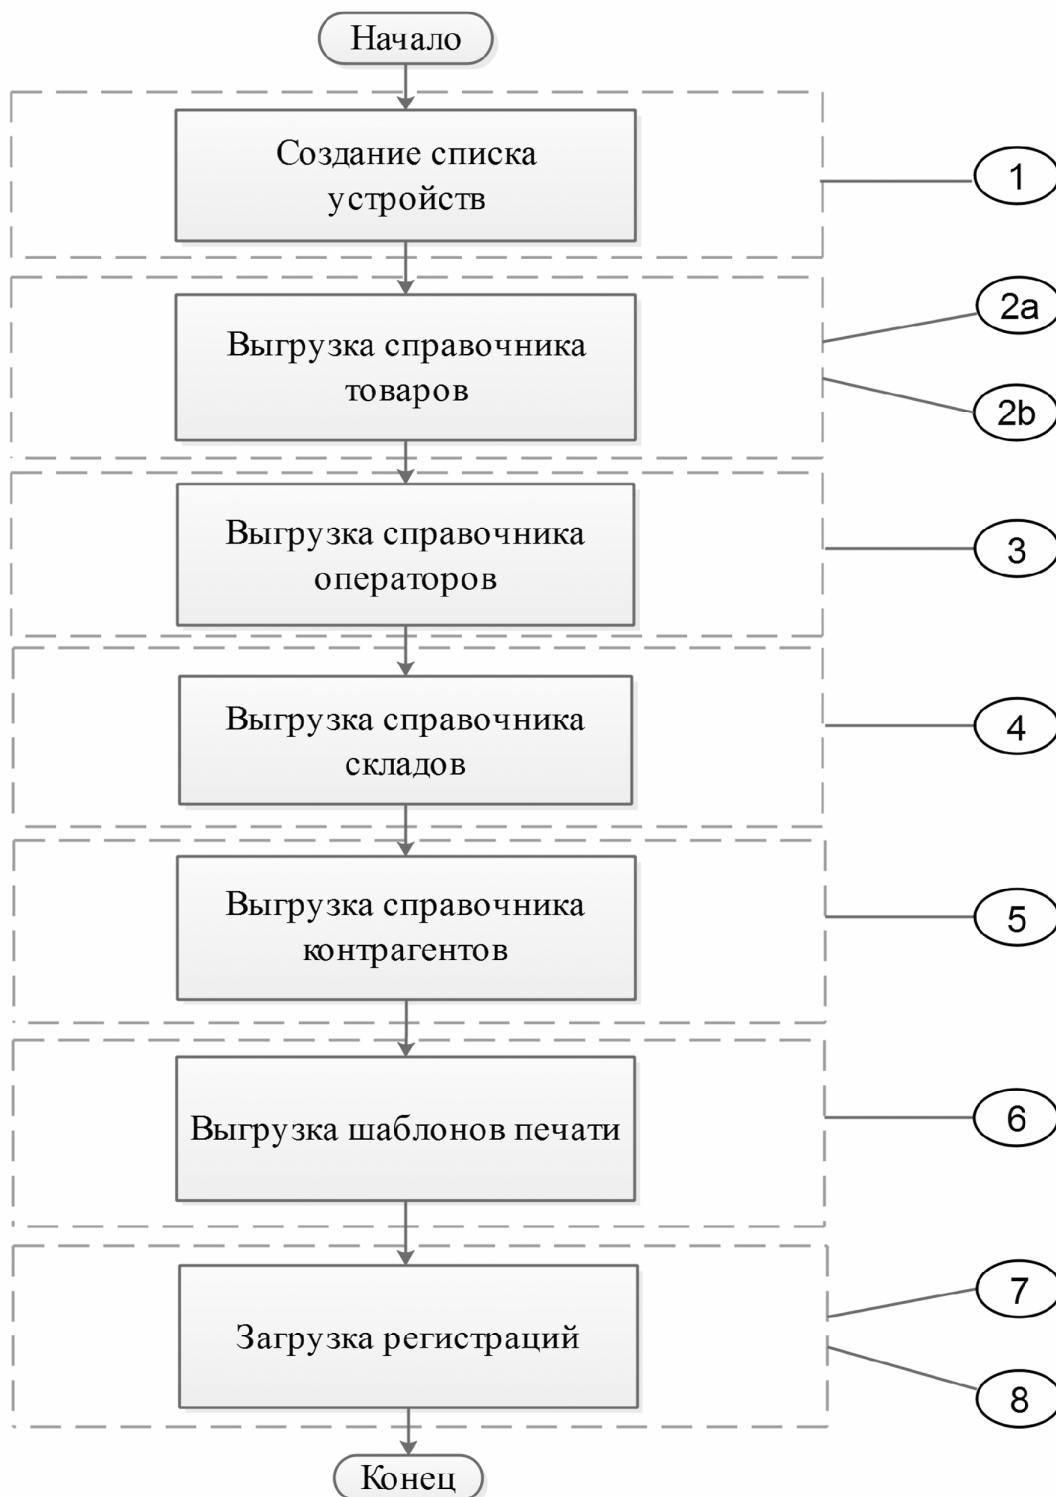 Начало
Создание списка
устройств
1
Выгрузка справочника
товаров
2a
2b
Выгрузка справочника
операторов
3
Выгрузка справочника
складов
4
Выгрузка справочника
контрагентов
5
Выгрузка шаблонов печати
6
Загрузка регистраций
7
8
Конец